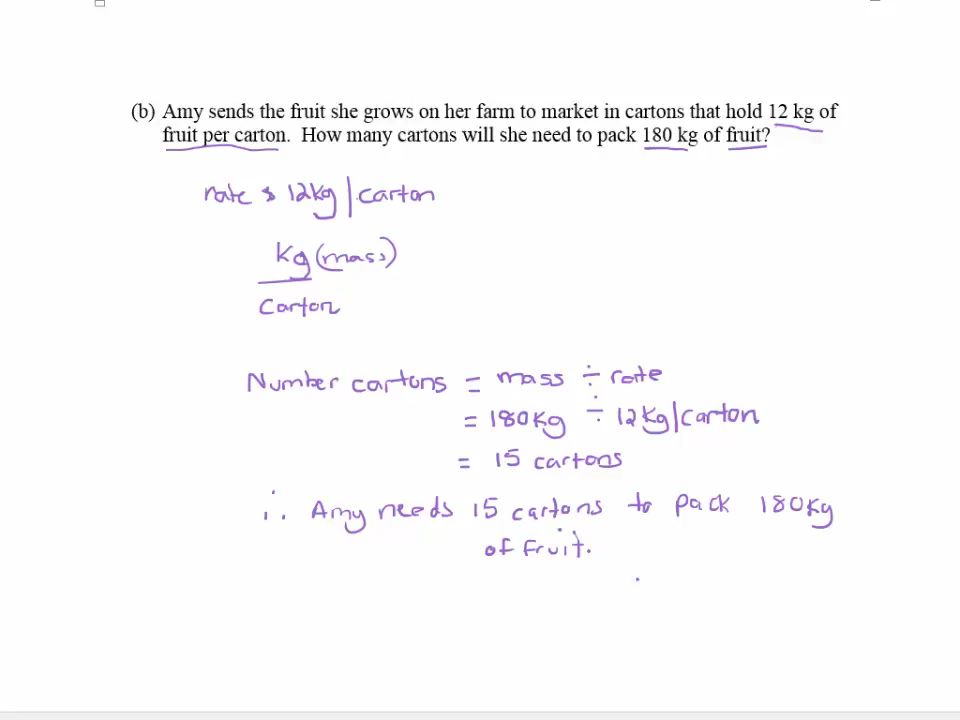 (b) Amy sends the fruit she grows on her farm to market in cartons that hold 12 kg of
fruit per carton. How many cartons will she need to pack 180 kg of fruit?
rate 12kg/carton
kg (mass)
carton
Number cartons = mass ÷ rate
= 180kg ÷ 12kg/carton
= 15 cartons
∴ Amy needs 15 cartons to pack 180kg
of fruit.